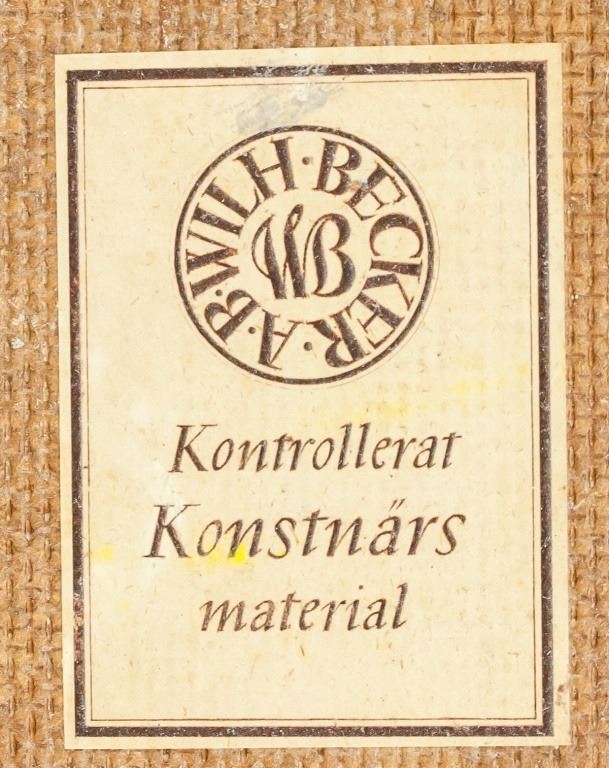 A·B·WILH·BECKER·
WB
Kontrollerat
Konstnärs
material